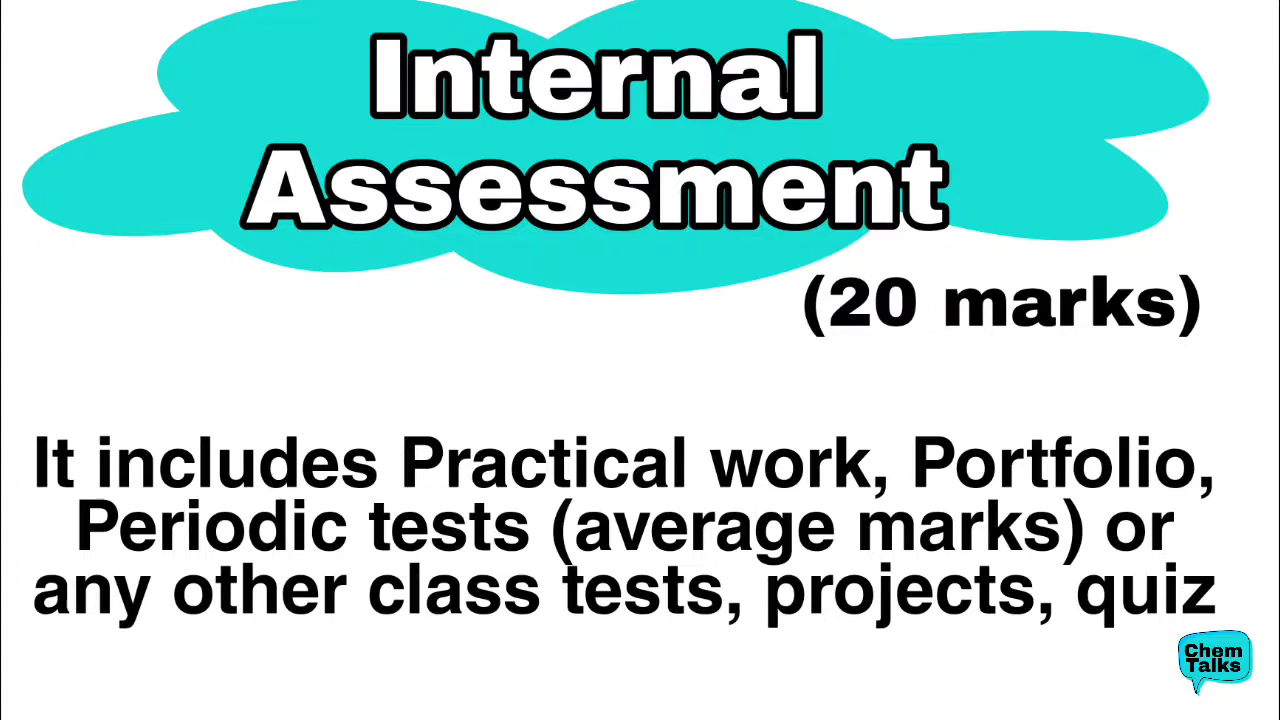 Internal
Assessment
(20 marks)
It includes Practical work, Portfolio,
Periodic tests (average marks) or
any other class tests, projects, quiz
Chem
Talks